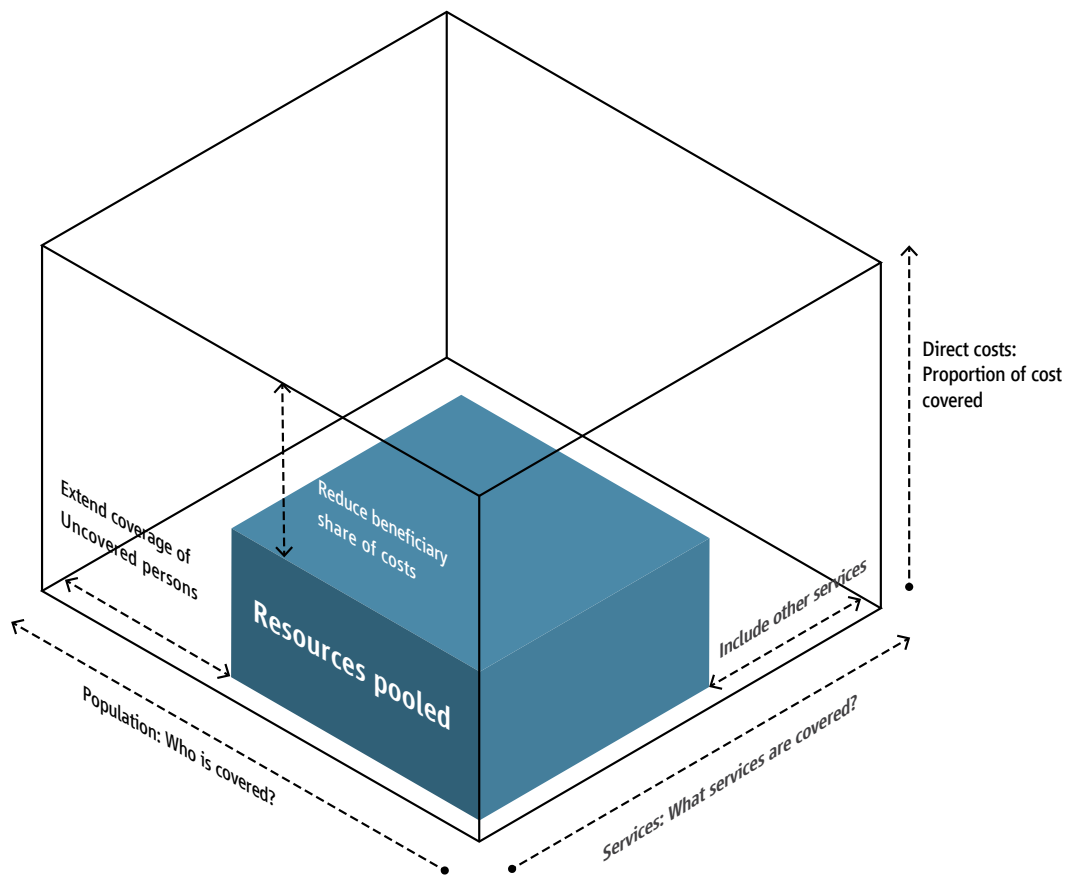 Direct costs:
Proportion of cost
covered
Extend coverage of
Uncovered persons
Reduce beneficiary
share of costs
Resources pooled
Include other services
Population: Who is covered?
Services: What services are covered?